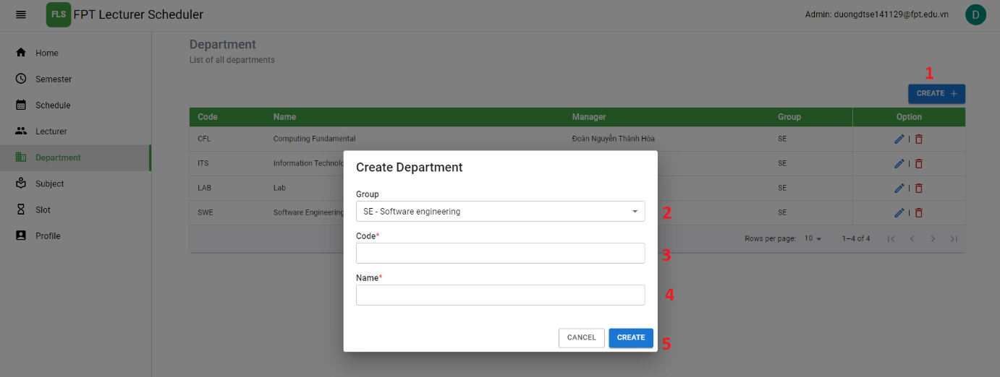 FLS FPT Lecturer Scheduler
Admin: duongdtse141129@fpt.edu.vn
D
Home
Semester
Schedule
Lecturer
Department
Subject
Slot
Profile
Department
List of all departments
1
CREATE +
Code Name Manager Group Option
CFL Computing Fundamental Đoàn Nguyễn Thành Hòa SE
ITS Information Technolo SE
LAB Lab SE
SWE Software Engineering SE
Rows per page: 10 1–4 of 4
Create Department
Group
SE - Software engineering
2
Code*
3
Name*
4
CANCEL CREATE
5